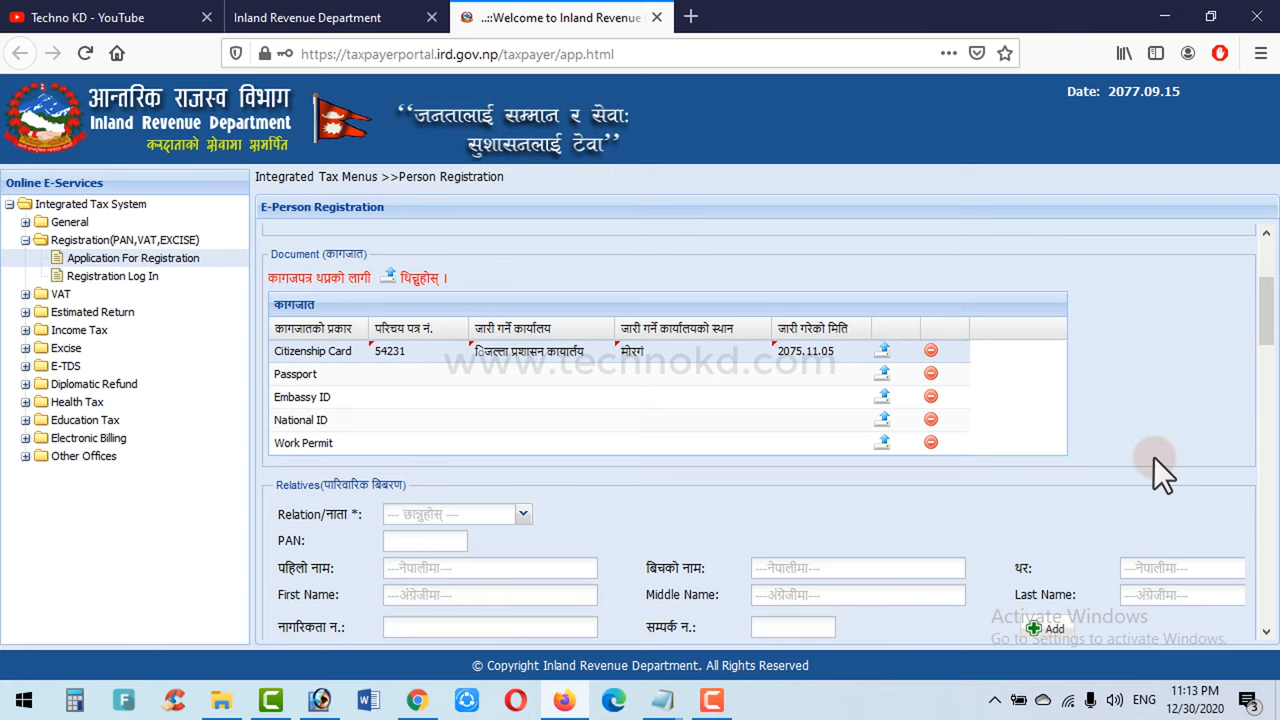 Techno KD - YouTube
Inland Revenue Department
..::Welcome to Inland Revenue
https://taxpayerportal.ird.gov.np/taxpayer/app.html
आन्तरिक राजस्व विभाग
Inland Revenue Department
करदाताको सेवामा समर्पित
“जनतालाई सम्मान र सेवा:
सुशासनलाई टेवा”
Date: 2077.09.15
Online E-Services
Integrated Tax System
General
Registration(PAN,VAT,EXCISE)
Application For Registration
Registration Log In
VAT
Estimated Return
Income Tax
Excise
E-TDS
Diplomatic Refund
Health Tax
Education Tax
Electronic Billing
Other Offices
Integrated Tax Menus >>Person Registration
E-Person Registration
Document (कागजात)
कागजपत्र थप्नको लागी थिच्नुहोस् ।
कागजात
कागजातको प्रकार परिचय पत्र नं. जारी गर्ने कार्यालय जारी गर्ने कार्यालयको स्थान जारी गरेको मिति
Citizenship Card 54231 िजल्ला प्रशासन कायार्लय मोरगं 2075.11.05
www.technokd.com
Passport
Embassy ID
National ID
Work Permit
Relatives(पारिवारिक बिबरण)
Relation/नाता *: --- छान्नुहोस् ---
PAN:
पहिलो नाम: ---नेपालीमा--- बिचको नाम: ---नेपालीमा--- थर: ---नेपालीमा---
First Name: ---अंग्रेजीमा--- Middle Name: ---अंग्रेजीमा--- Last Name: ---अंग्रेजीमा---
नागरिकता न.: सम्पर्क न.: Add
Activate Windows
Go to Settings to activate Windows.
© Copyright Inland Revenue Department. All Rights Reserved
ENG
11:13 PM
12/30/2020
3